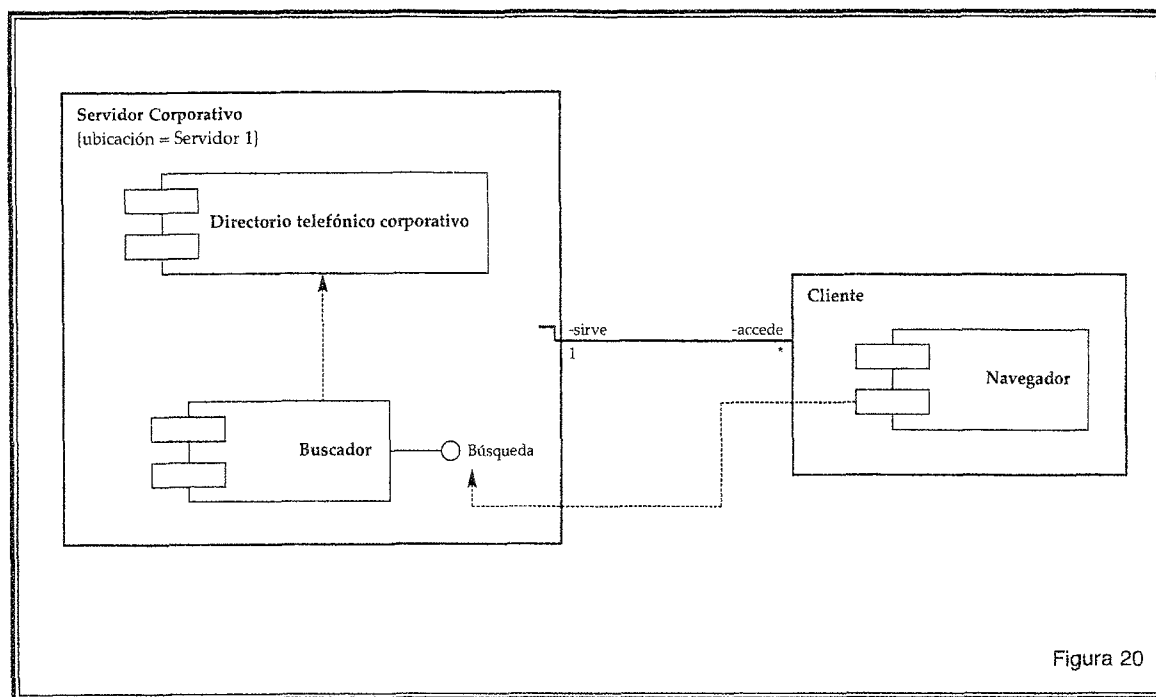 Servidor Corporativo
{ubicación = Servidor 1}
Directorio telefónico corporativo
Cliente
-sirve
-accede
1
*
Navegador
Buscador
Búsqueda
Figura 20